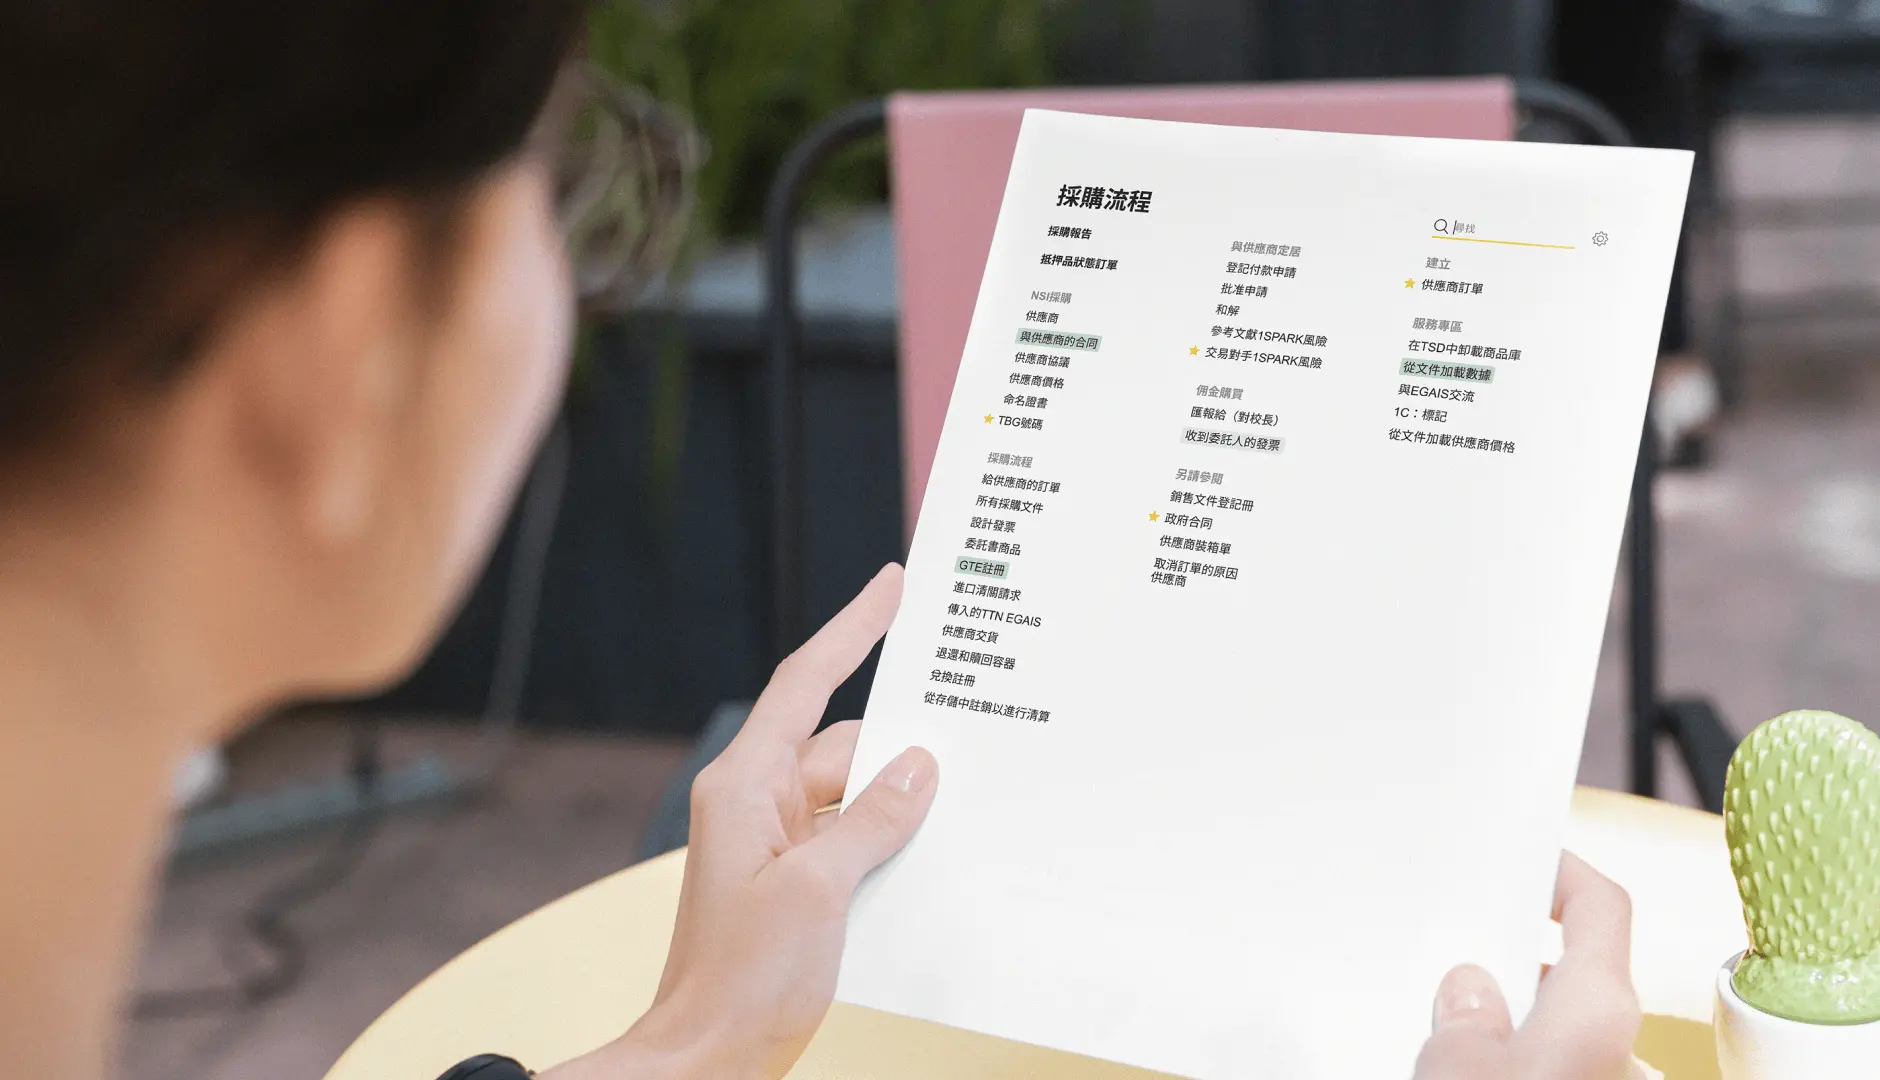 採購流程
採購報告
抵押品狀態訂單
NSI採購
供應商
與供應商的合同
供應商協議
供應商價格
命名證書
TBG號碼
採購流程
給供應商的訂單
所有採購文件
設計發票
委託書商品
GTE註冊
進口清關請求
傳入的TTN EGAIS
供應商交貨
退還和贖回容器
兌換註冊
從存儲中註銷以進行清算
與供應商定居
登記付款申請
批准申請
和解
參考文獻1SPARK風險
交易對手1SPARK風險
佣金購買
匯報給（對校長）
收到委託人的發票
另請參閱
銷售文件登記冊
政府合同
供應商裝箱單
取消訂單的原因
供應商
尋找
建立
供應商訂單
服務專區
在TSD中卸載商品庫
從文件加載數據
與EGAIS交流
1C：標記
從文件加載供應商價格